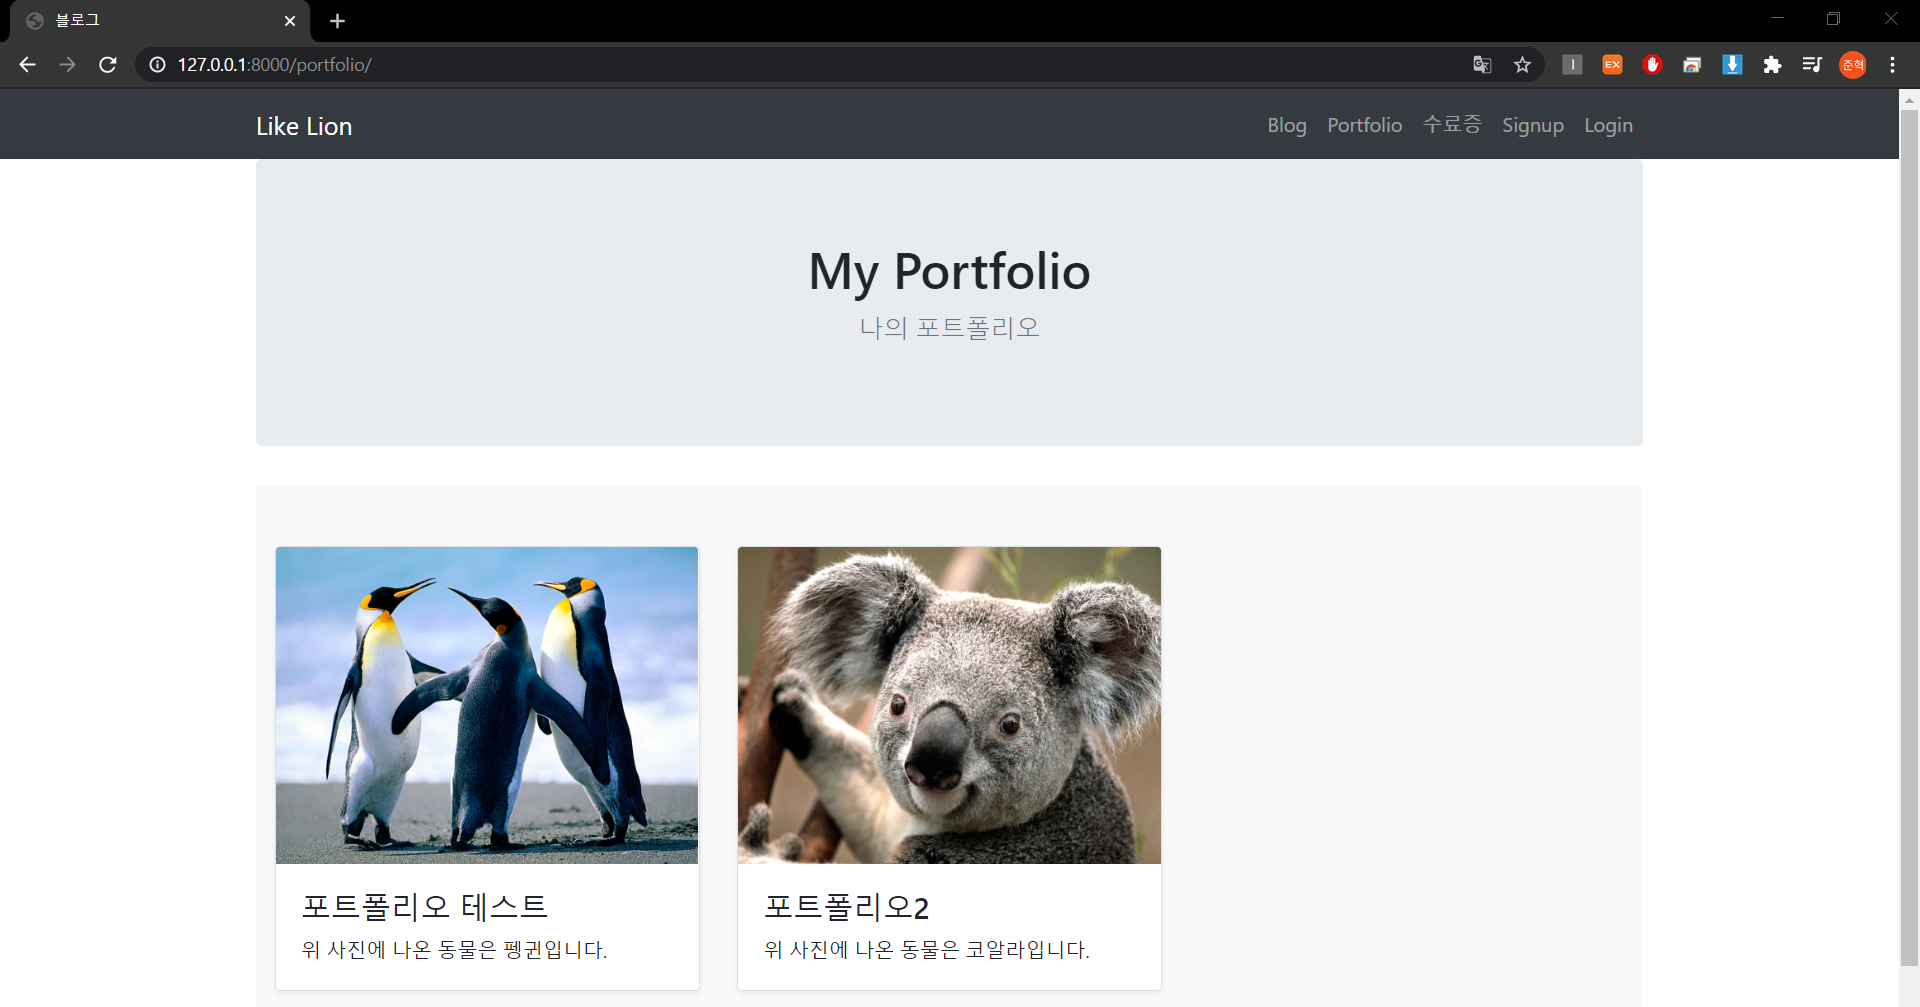 블로그
127.0.0.1:8000/portfolio/
EX
준혁
Like Lion
Blog Portfolio 수료증 Signup Login
My Portfolio
나의 포트폴리오
포트폴리오 테스트
위 사진에 나온 동물은 펭귄입니다.
포트폴리오2
위 사진에 나온 동물은 코알라입니다.